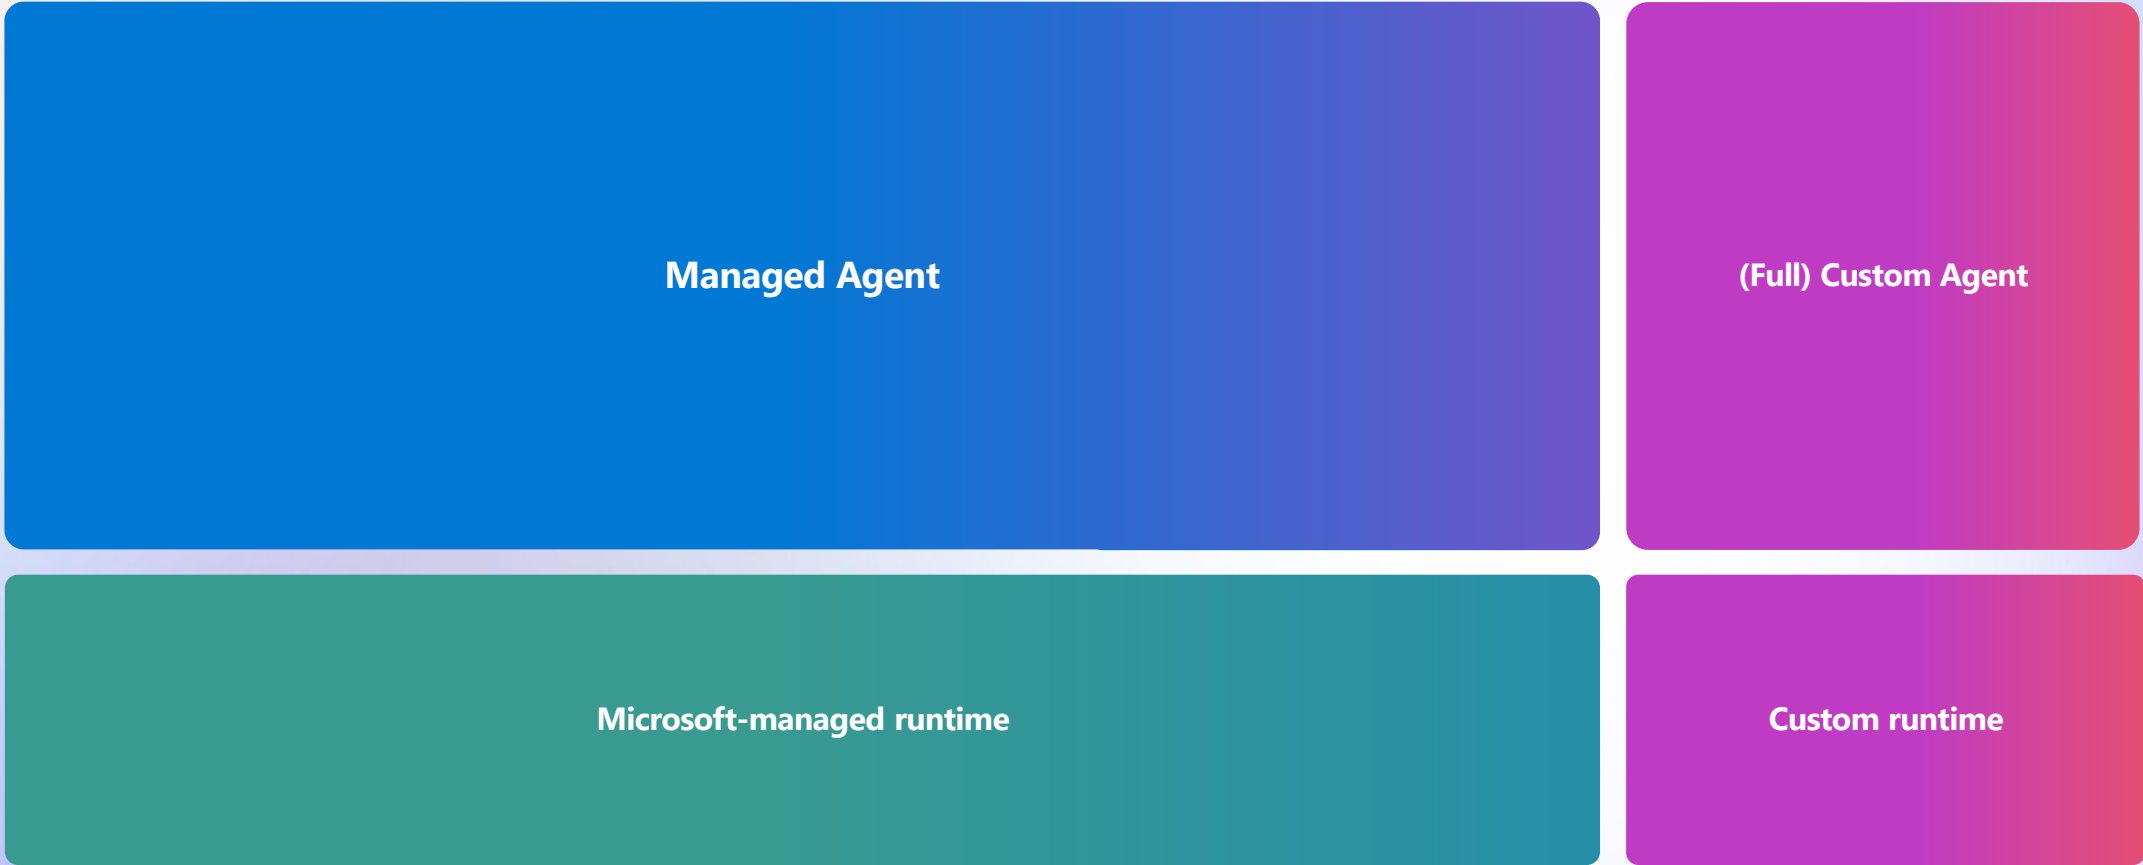 Managed Agent
(Full) Custom Agent
Microsoft-managed runtime
Custom runtime